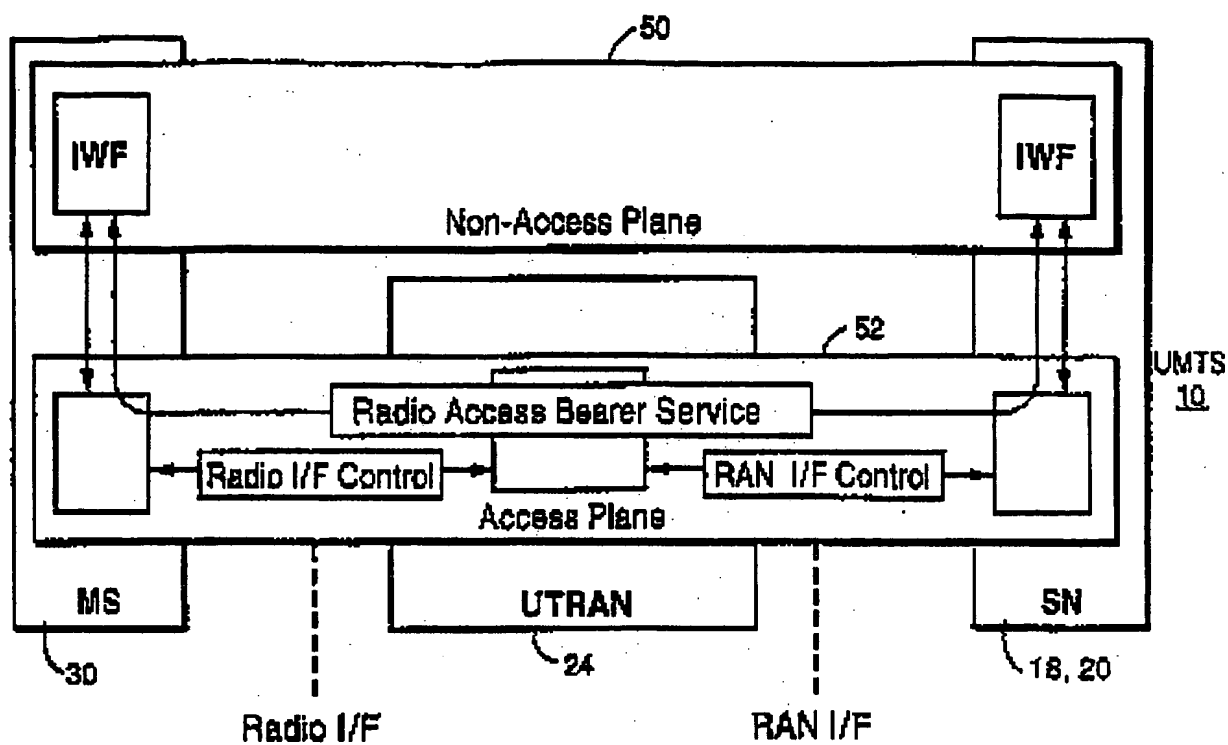 50
IWF
IWF
Non-Access Plane
52
UMTS
10
Radio Access Bearer Service
Radio I/F Control
RAN I/F Control
Access Plane
MS
UTRAN
SN
30
24
18, 20
Radio I/F
RAN I/F